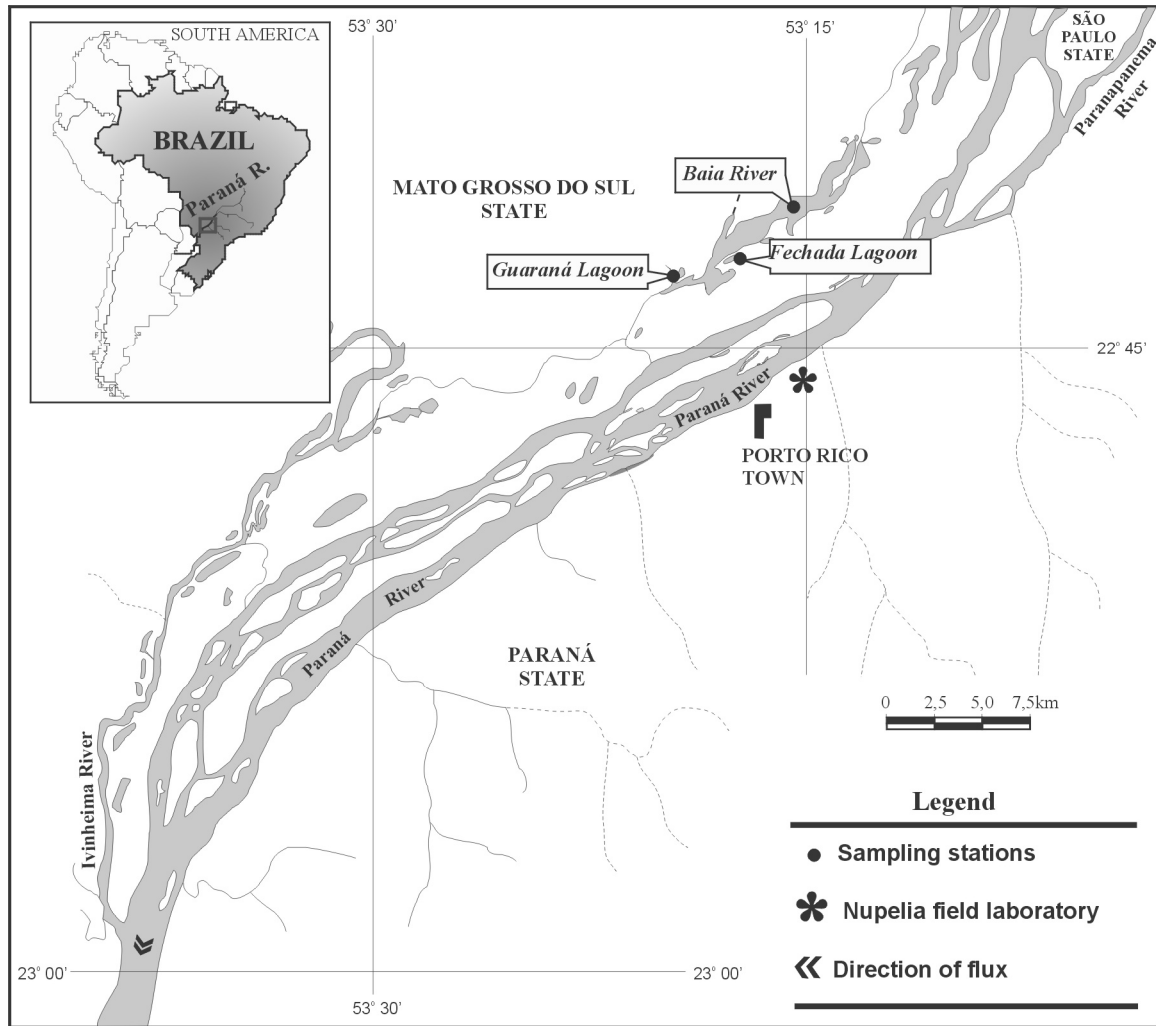 SOUTH AMERICA
BRAZIL
Paraná R.
53° 30’
53° 15’
SÃO
PAULO
STATE
Paranapanema
River
MATO GROSSO DO SUL
STATE
Baia River
Guaraná Lagoon
Fechada Lagoon
22° 45’
Paraná River
PORTO RICO
TOWN
Paraná River
PARANÁ
STATE
Ivinheima River
0 2,5 5,0 7,5km
Legend
Sampling stations
Nupelia field laboratory
Direction of flux
23° 00’
23° 00’
53° 30’